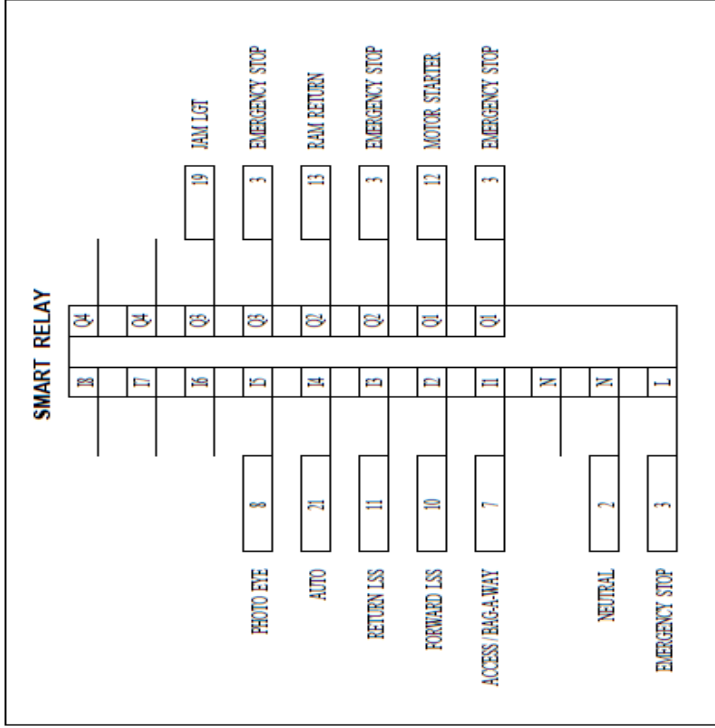 SMART RELAY
I8 Q4
I7 Q4
I6 Q3 19 JAM LGT
PHOTO EYE 8 I5 Q3 3 EMERGENCY STOP
AUTO 21 I4 Q2 13 RAM RETURN
RETURN LSS 11 I3 Q2 3 EMERGENCY STOP
FORWARD LSS 10 I2 Q1 12 MOTOR STARTER
ACCESS / BAG-A-WAY 7 I1 Q1 3 EMERGENCY STOP
N
NEUTRAL 2 N
EMERGENCY STOP 3 L